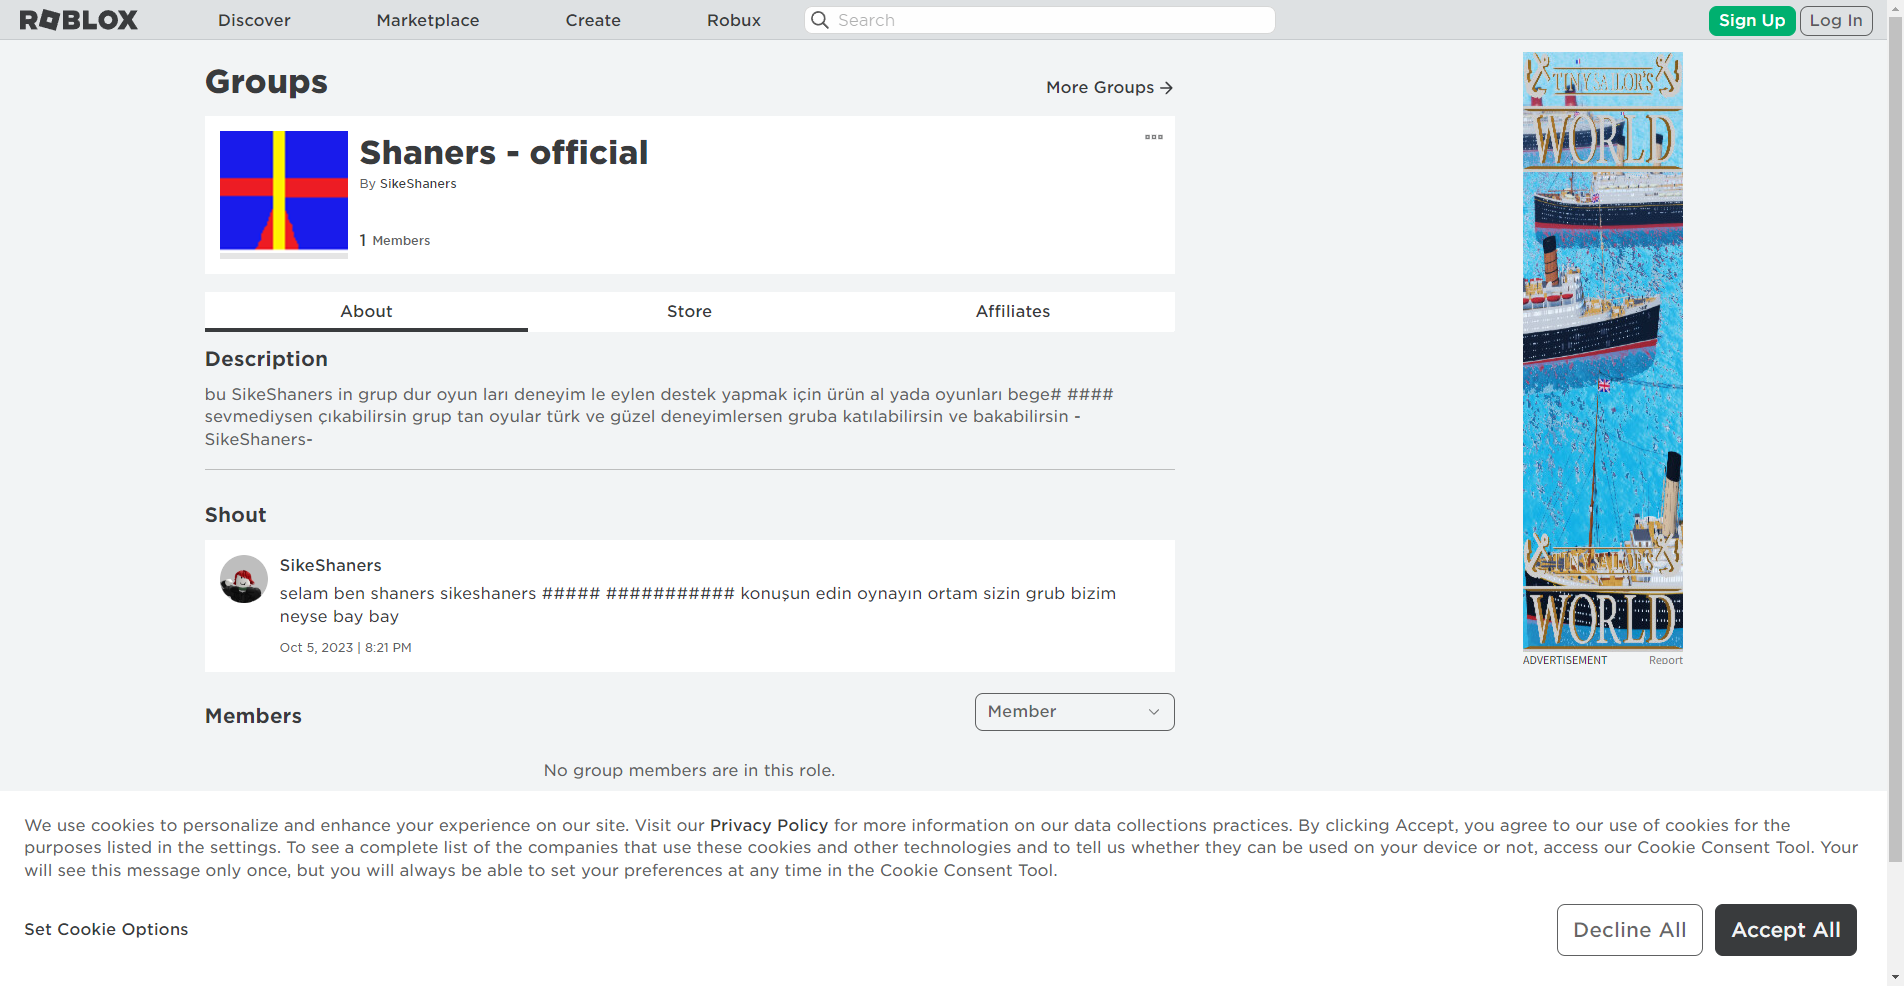 ROBLOX
Discover
Marketplace
Create
Robux
Search
Sign Up
Log In
Groups
More Groups
Shaners - official
By SikeShaners
1 Members
About
Store
Affiliates
Description
bu SikeShaners in grup dur oyun ları deneyim le eylen destek yapmak için ürün al yada oyunları bege# ####
sevmediysen çıkabilirsin grup tan oyular türk ve güzel deneyimlersen gruba katılabilirsin ve bakabilirsin -
SikeShaners-
Shout
SikeShaners
selam ben shaners sikeshaners ##### ########### konuşun edin oynayın ortam sizin grub bizim
neyse bay bay
Oct 5, 2023 | 8:21 PM
Members
Member
No group members are in this role.
TINYSAILOR'S
WORLD
TINYSAILOR'S
WORLD
ADVERTISEMENT
Report
We use cookies to personalize and enhance your experience on our site. Visit our Privacy Policy for more information on our data collections practices. By clicking Accept, you agree to our use of cookies for the
purposes listed in the settings. To see a complete list of the companies that use these cookies and other technologies and to tell us whether they can be used on your device or not, access our Cookie Consent Tool. Your
will see this message only once, but you will always be able to set your preferences at any time in the Cookie Consent Tool.
Set Cookie Options
Decline All
Accept All